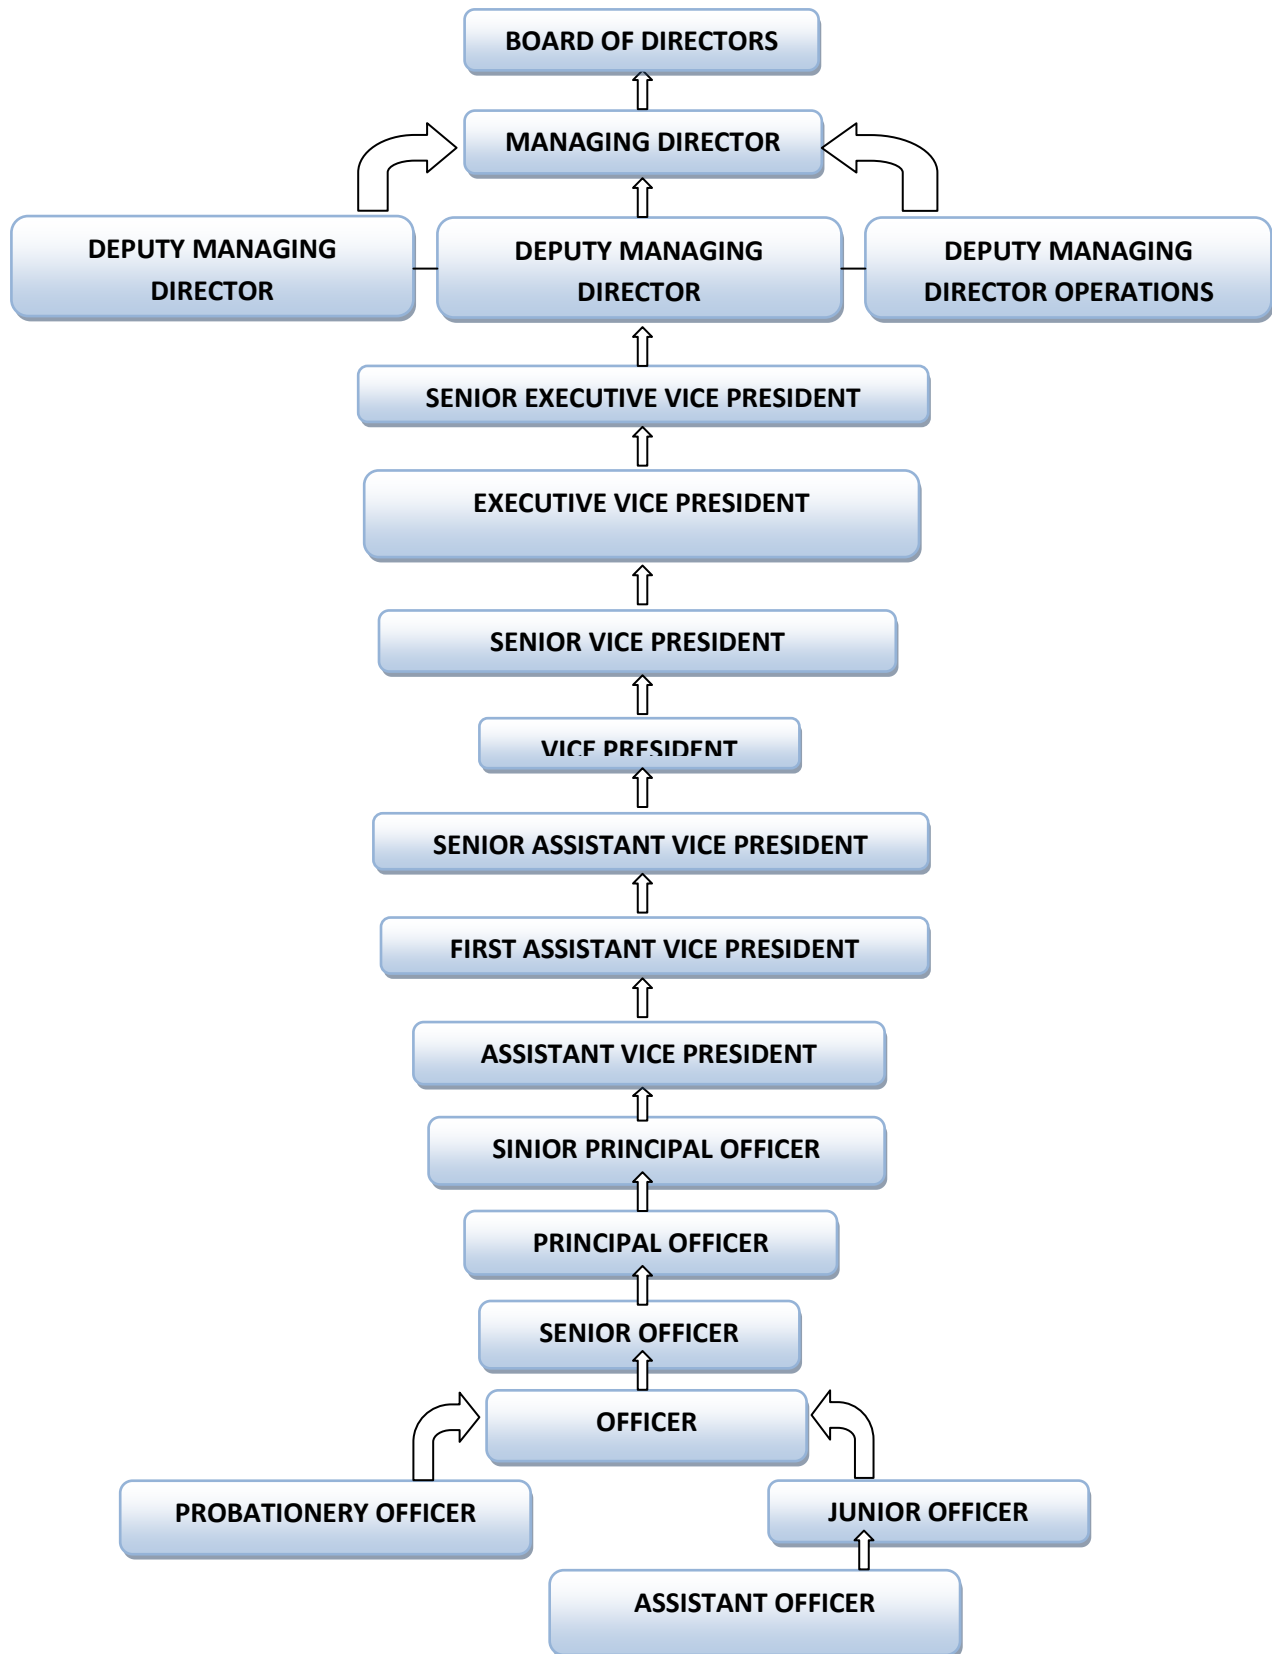 BOARD OF DIRECTORS
MANAGING DIRECTOR
DEPUTY MANAGING
DIRECTOR
DEPUTY MANAGING
DIRECTOR
DEPUTY MANAGING
DIRECTOR OPERATIONS
SENIOR EXECUTIVE VICE PRESIDENT
EXECUTIVE VICE PRESIDENT
SENIOR VICE PRESIDENT
VICE PRESIDENT
SENIOR ASSISTANT VICE PRESIDENT
FIRST ASSISTANT VICE PRESIDENT
ASSISTANT VICE PRESIDENT
SINIOR PRINCIPAL OFFICER
PRINCIPAL OFFICER
SENIOR OFFICER
OFFICER
PROBATIONERY OFFICER
JUNIOR OFFICER
ASSISTANT OFFICER